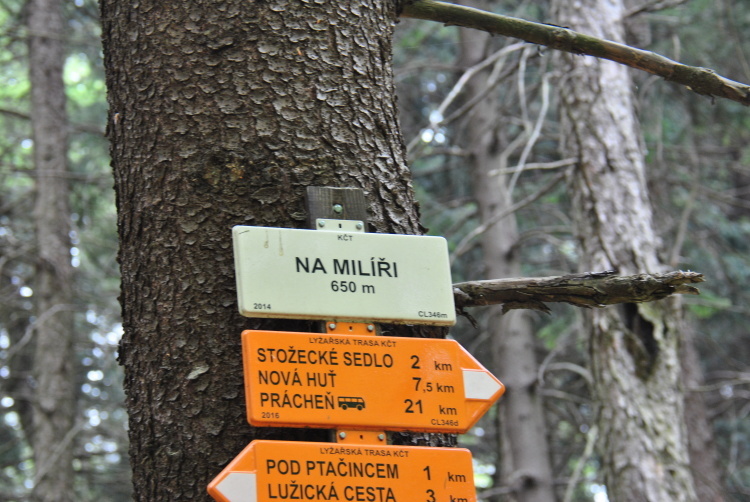 KČT
NA MILÍŘI
650 m
2014 CL346m
LYŽAŘSKÁ TRASA KČT
STOŽECKÉ SEDLO 2 km
NOVÁ HUŤ 7,5 km
PRÁCHEŇ 21 km
2016 CL346d
LYŽAŘSKÁ TRASA KČT
POD PTAČINCEM 1 km
LUŽICKÁ CESTA 3 km